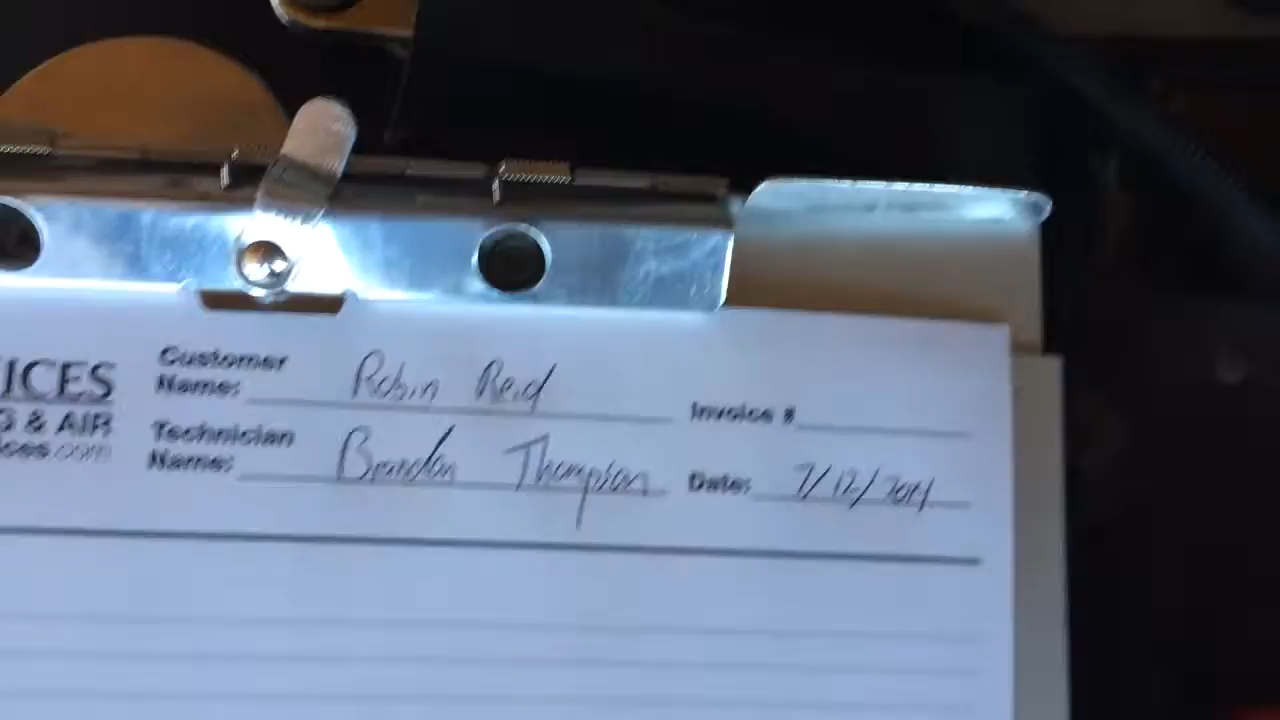 ICES
G & AIR
ices.com
Customer Name: Robin Reid
Invoice #
Technician Name: Brandon Thompson
Date: 7/12/2014